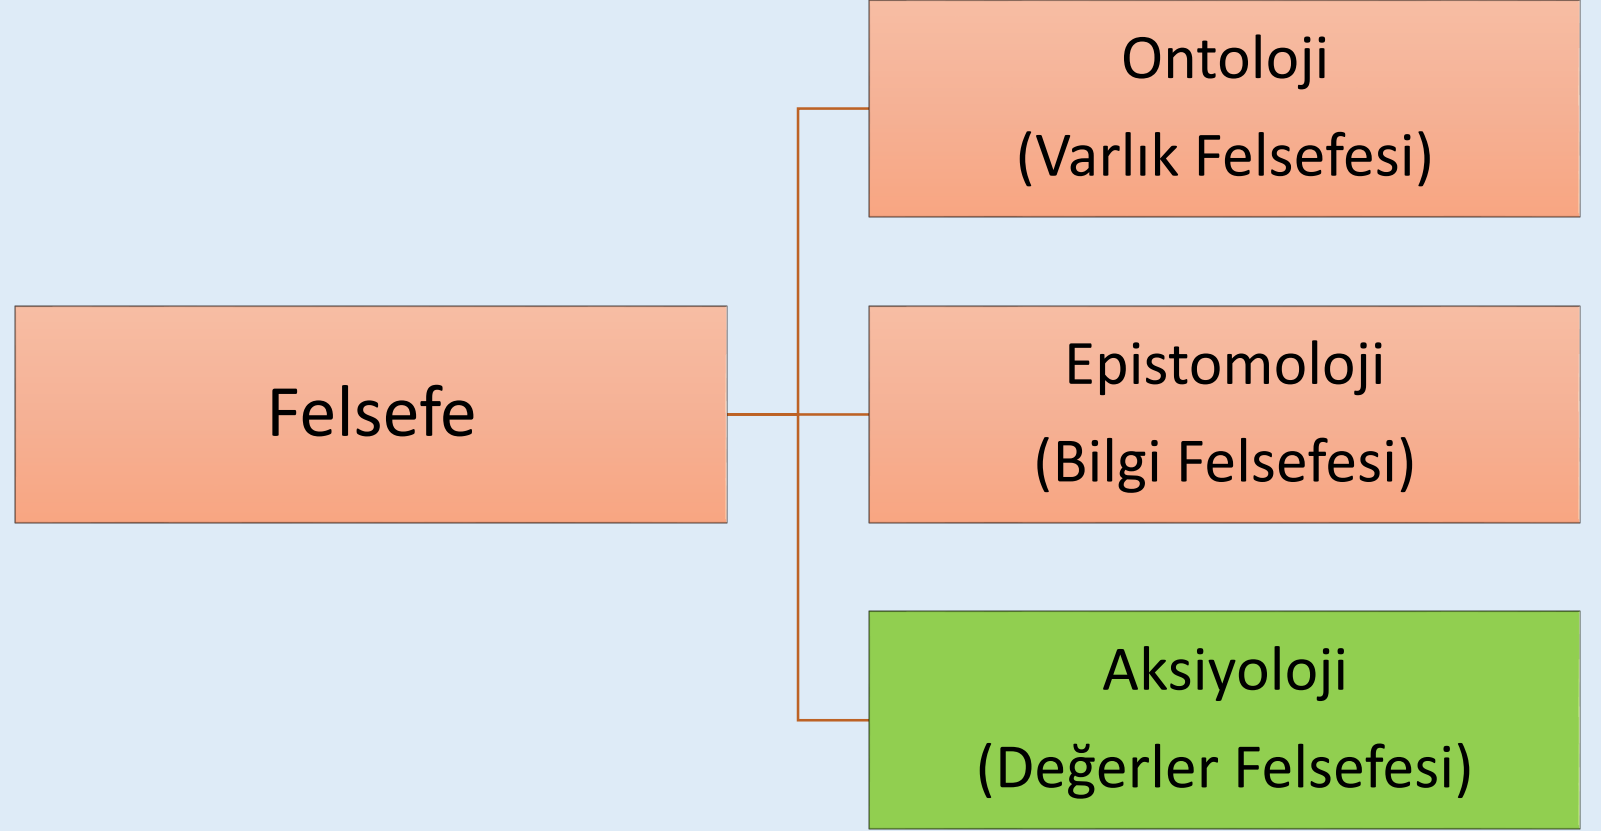 Felsefe
Ontoloji
(Varlık Felsefesi)
Epistomoloji
(Bilgi Felsefesi)
Aksiyoloji
(Değerler Felsefesi)